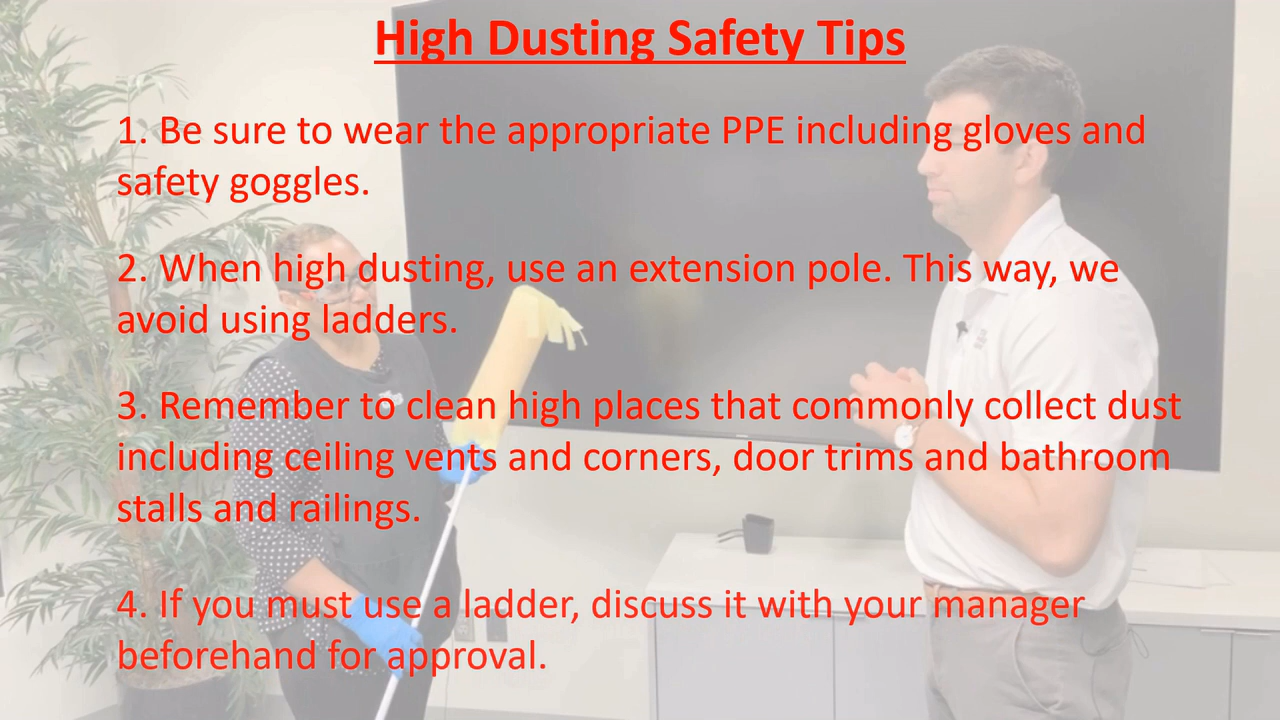 High Dusting Safety Tips
1. Be sure to wear the appropriate PPE including gloves and
safety goggles.
2. When high dusting, use an extension pole. This way, we
avoid using ladders.
3. Remember to clean high places that commonly collect dust
including ceiling vents and corners, door trims and bathroom
stalls and railings.
4. If you must use a ladder, discuss it with your manager
beforehand for approval.